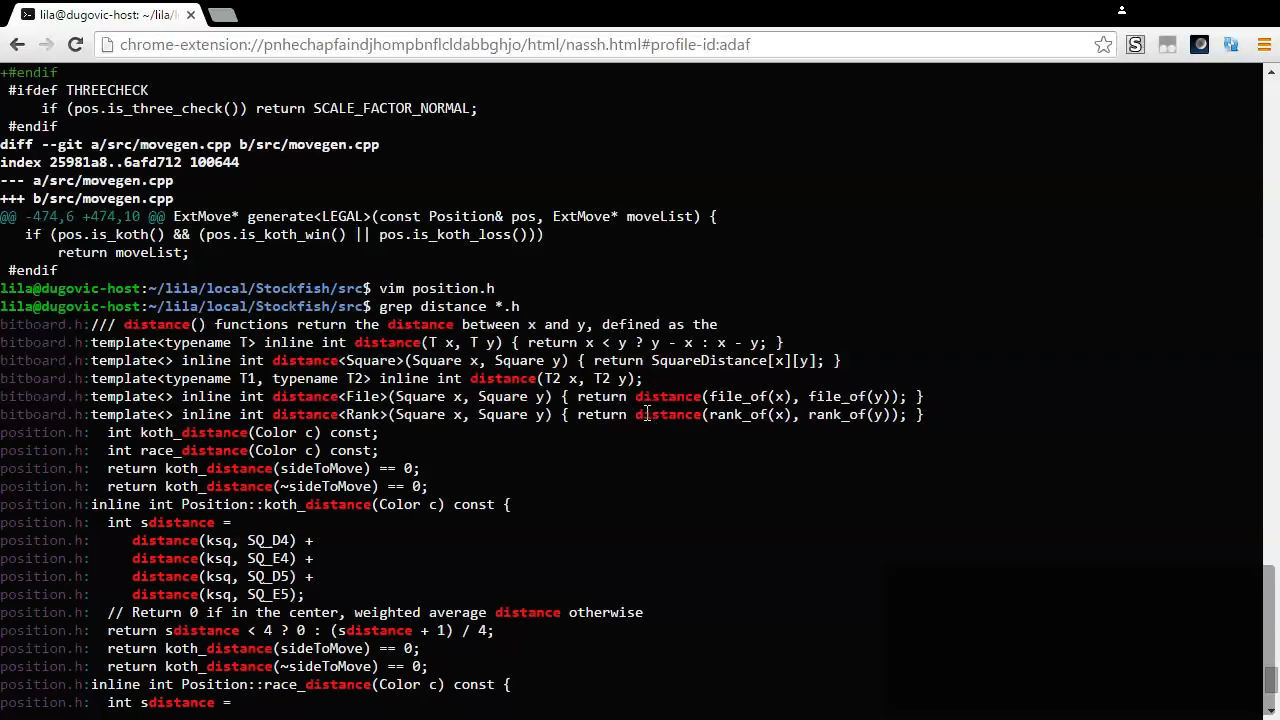 lila@dugovic-host: ~/lila/l
chrome-extension://pnhechapfaindjhompbnflcldabbghjo/html/nassh.html#profile-id:adaf
+#endif
#ifdef THREECHECK
if (pos.is_three_check()) return SCALE_FACTOR_NORMAL;
#endif
diff --git a/src/movegen.cpp b/src/movegen.cpp
index 25981a8..6afd712 100644
--- a/src/movegen.cpp
+++ b/src/movegen.cpp
@@ -474,6 +474,10 @@ ExtMove* generate<LEGAL>(const Position& pos, ExtMove* moveList) {
if (pos.is_koth() && (pos.is_koth_win() || pos.is_koth_loss()))
return moveList;
#endif
lila@dugovic-host:~/lila/local/Stockfish/src$ vim position.h
lila@dugovic-host:~/lila/local/Stockfish/src$ grep distance *.h
bitboard.h:/// distance() functions return the distance between x and y, defined as the
bitboard.h:template<typename T> inline int distance(T x, T y) { return x < y ? y - x : x - y; }
bitboard.h:template<> inline int distance<Square>(Square x, Square y) { return SquareDistance[x][y]; }
bitboard.h:template<typename T1, typename T2> inline int distance(T2 x, T2 y);
bitboard.h:template<> inline int distance<File>(Square x, Square y) { return distance(file_of(x), file_of(y)); }
bitboard.h:template<> inline int distance<Rank>(Square x, Square y) { return distance(rank_of(x), rank_of(y)); }
position.h:  int koth_distance(Color c) const;
position.h:  int race_distance(Color c) const;
position.h:  return koth_distance(sideToMove) == 0;
position.h:  return koth_distance(~sideToMove) == 0;
position.h:inline int Position::koth_distance(Color c) const {
position.h:  int sdistance =
position.h:     distance(ksq, SQ_D4) +
position.h:     distance(ksq, SQ_E4) +
position.h:     distance(ksq, SQ_D5) +
position.h:     distance(ksq, SQ_E5);
position.h:  // Return 0 if in the center, weighted average distance otherwise
position.h:  return sdistance < 4 ? 0 : (sdistance + 1) / 4;
position.h:  return koth_distance(sideToMove) == 0;
position.h:  return koth_distance(~sideToMove) == 0;
position.h:inline int Position::race_distance(Color c) const {
position.h:  int sdistance =